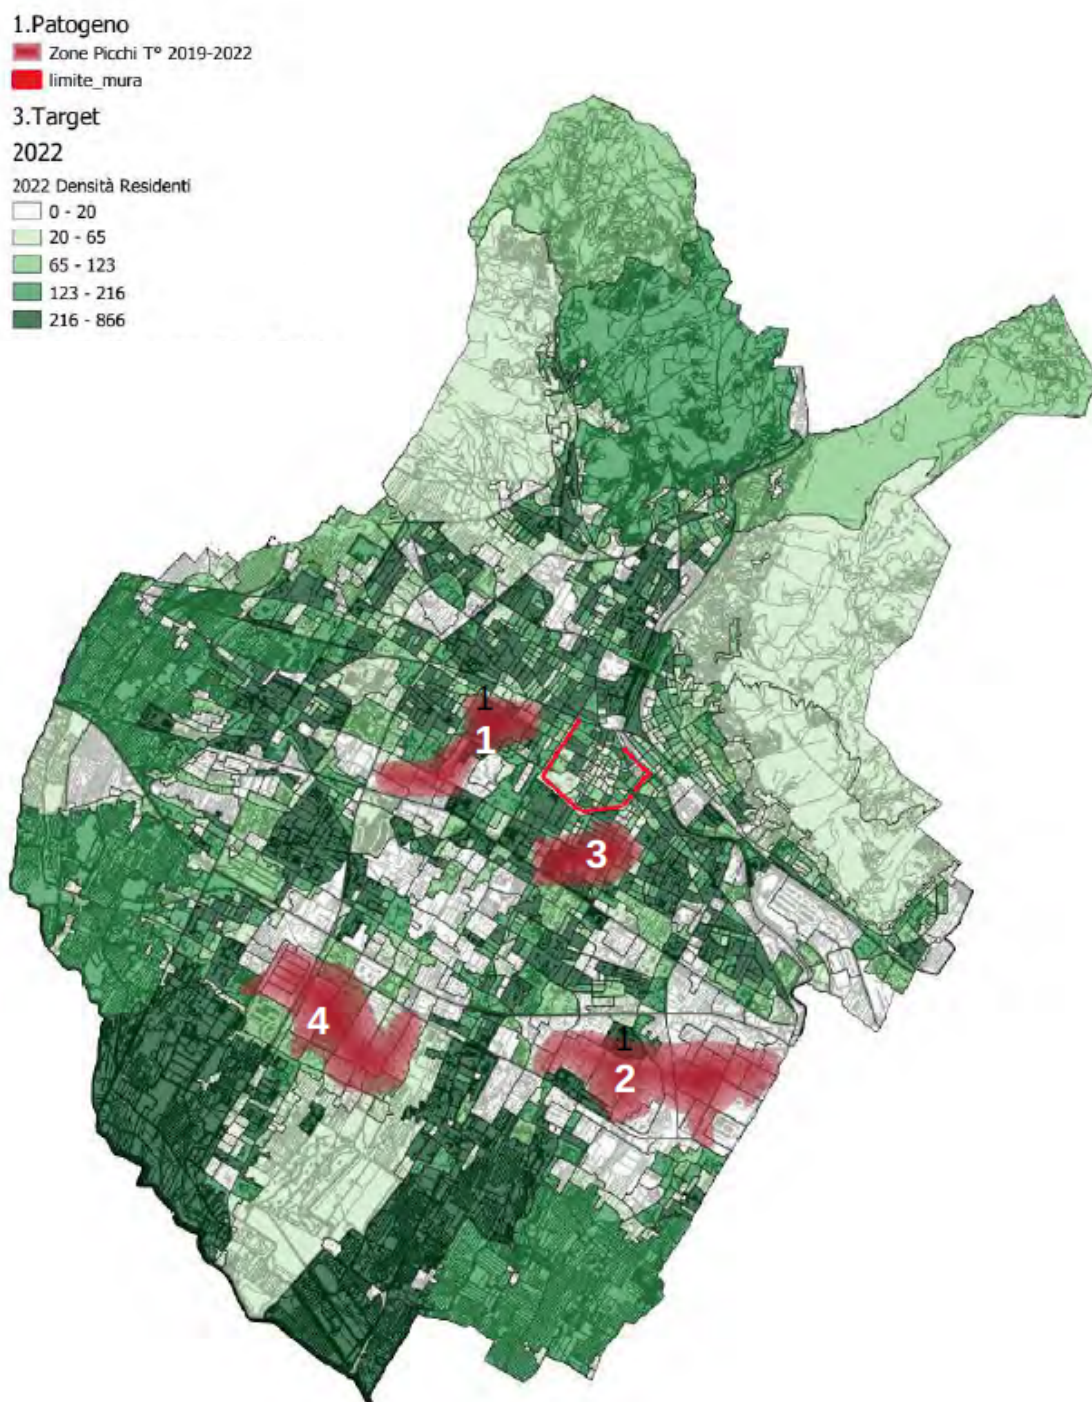 1.Patogeno
Zone Picchi T° 2019-2022
limite_mura
3.Target
2022
2022 Densità Residenti
0 - 20
20 - 65
65 - 123
123 - 216
216 - 866
1
1
3
4
1
2